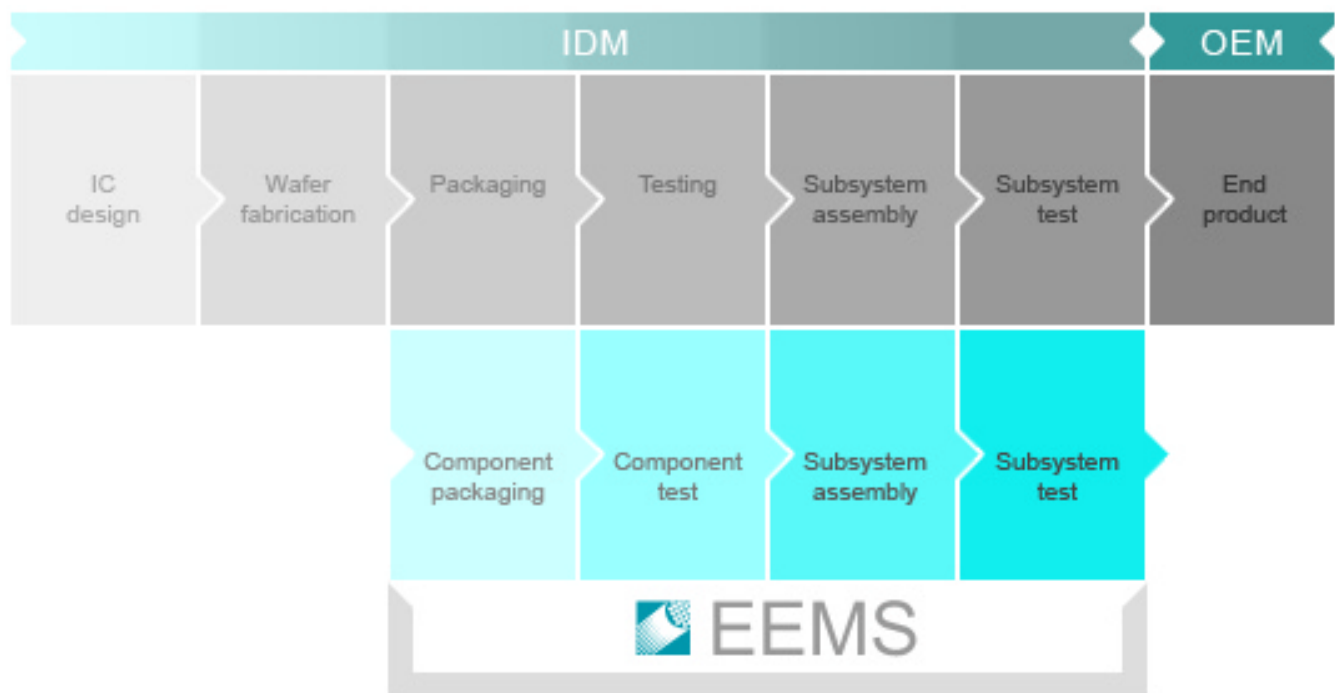 IDM
OEM
IC
design
Wafer
fabrication
Packaging
Testing
Subsystem
assembly
Subsystem
test
End
product
Component
packaging
Component
test
Subsystem
assembly
Subsystem
test
EEMS